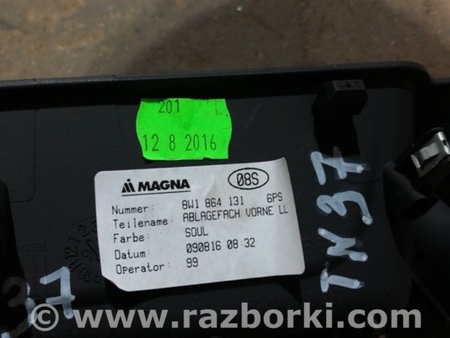 201
12 8 2016
MAGNA
08S
Nummer: 8W1 864 131 6PS
Teilename: ABLAGEFACH VORNE LL
Farbe: SOUL
Datum: 090816 08:32
Operator: 99
TN37
37
www.razborki.com